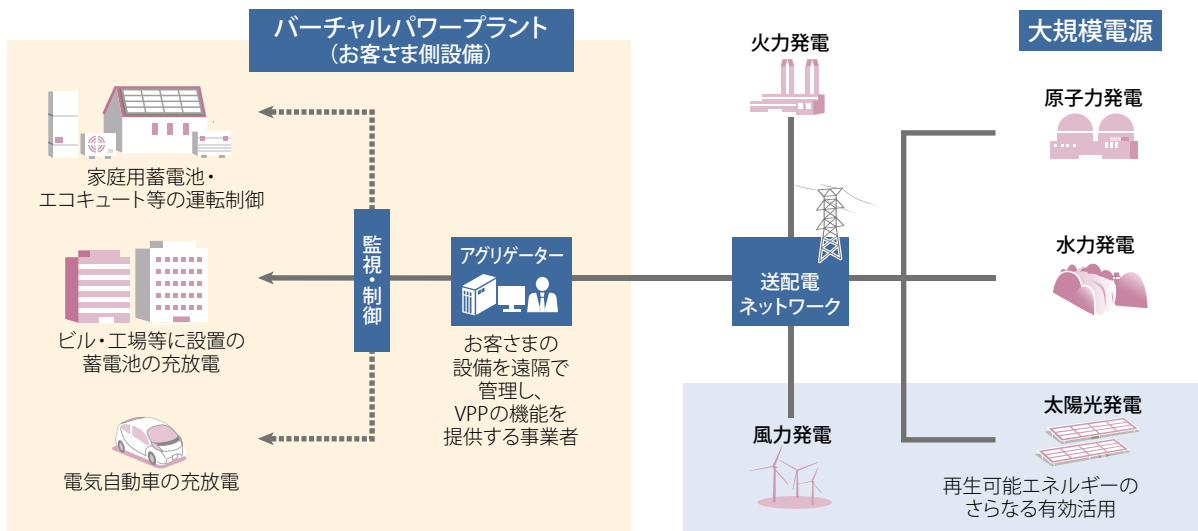 バーチャルパワープラント
（お客さま側設備）
家庭用蓄電池・
エコキュート等の運転制御
ビル・工場等に設置の
蓄電池の充放電
電気自動車の充放電
監視・制御
アグリゲーター
お客さまの
設備を遠隔で
管理し、
VPPの機能を
提供する事業者
火力発電
送配電
ネットワーク
風力発電
大規模電源
原子力発電
水力発電
太陽光発電
再生可能エネルギーの
さらなる有効活用